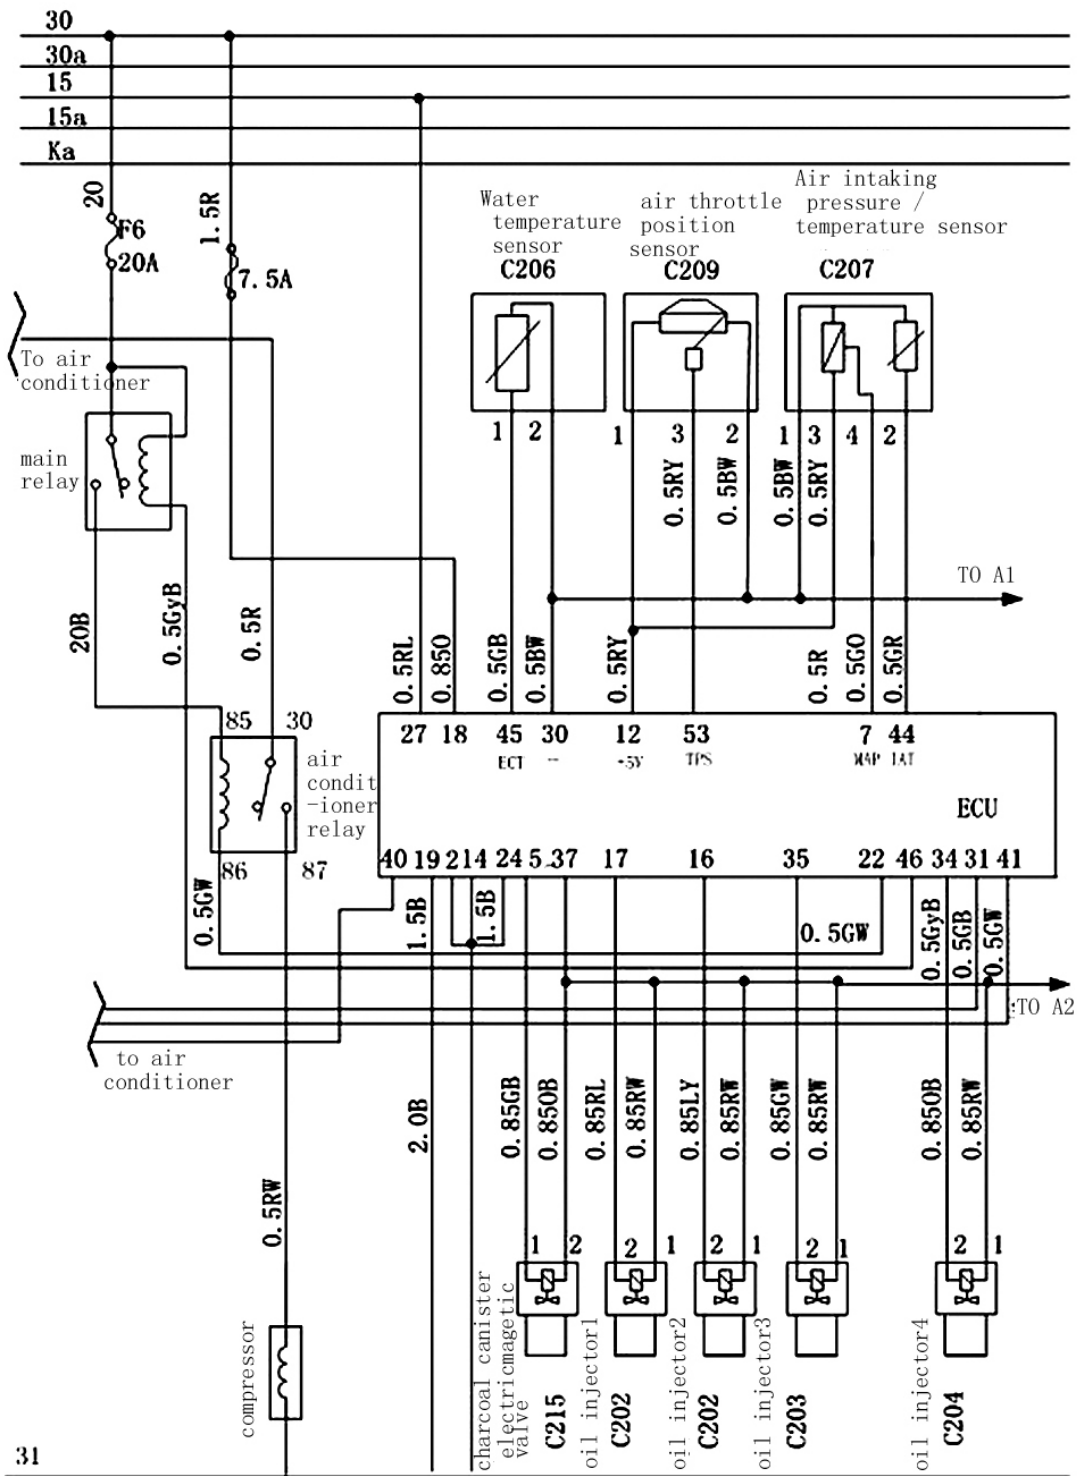 30
30a
15
15a
Ka
20
F6
20A
1.5R
7.5A
Water
temperature
sensor
C206
air throttle
position
sensor
C209
Air intaking
pressure /
temperature sensor
C207
To air
conditioner
main
relay
1 2
1 3 2
1 3 4 2
0.5RY
0.5BW
0.5BW
0.5RY
TO A1
20B
0.5GyB
0.5R
0.5RL
0.85O
0.5GB
0.5BW
0.5RY
0.5R
0.5GO
0.5GR
85 30
air
condit
-ioner
relay
86 87
27 18 45 30 12 53 7 44
ECT -- +5V TPS MAP IAT
ECU
40 19 2 14 24 5 37 17 16 35 22 46 34 31 41
0.5GW
1.5B
1.5B
0.5GW
0.5GyB
0.5GB
0.5GW
TO A2
to air
conditioner
2.0B
0.85GB
0.85OB
0.85RL
0.85RW
0.85LY
0.85RW
0.85GW
0.85RW
0.85OB
0.85RW
0.5RW
1 2
2 1
2 1
2 1
2 1
compressor
charcoal canister
electricmagetic
valve
C215
oil injector1
C202
oil injector2
C202
oil injector3
C203
oil injector4
C204
31